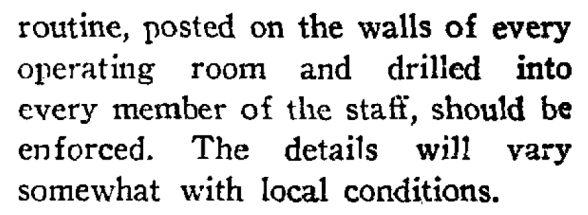 routine, posted on the walls of every
operating room and drilled into
every member of the staff, should be
enforced. The details will vary
somewhat with local conditions.